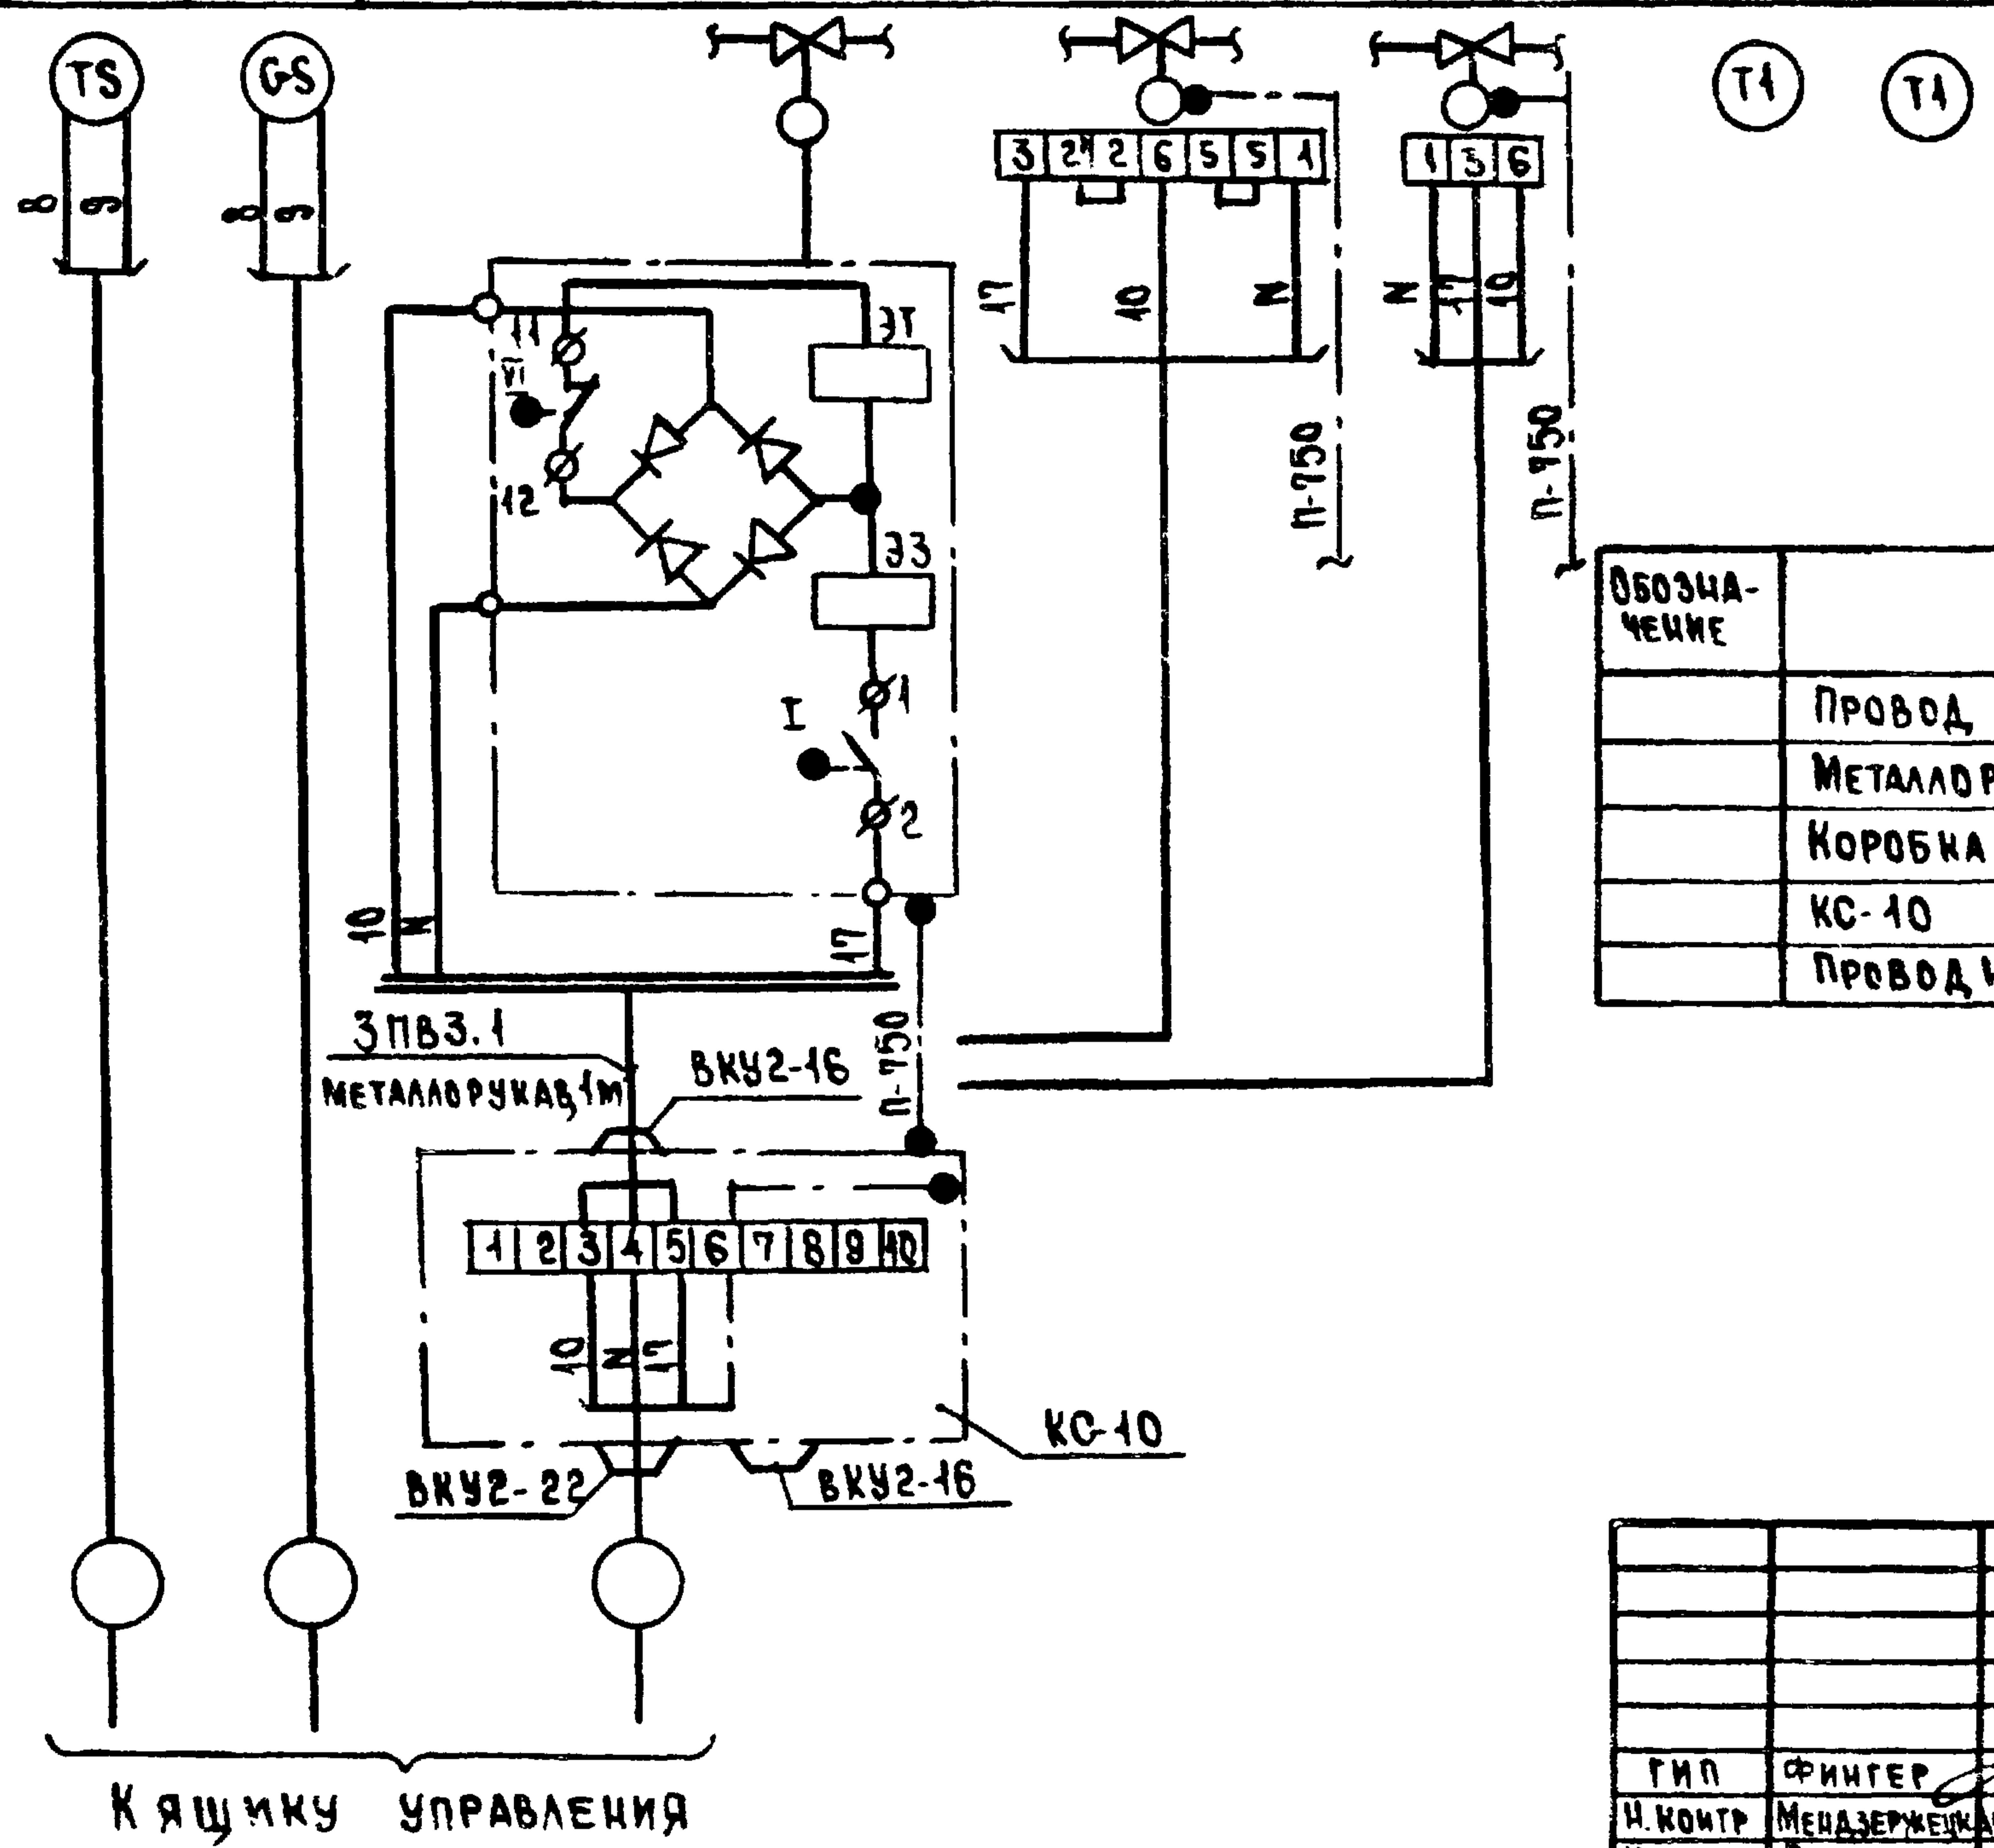 TS
GS
T1
T1
3 2И 2 6 5 5 1
1 3 6
8 9
8 9
17 10 N
N 17 10
11
ЭТ
VI
12
П-750
П-750
ЭЗ
1
I
2
10 N
17
3ПВ3.1
МЕТАЛЛОРУКАВ, 1М
ВКУ2-16
П-750
1 2 3 4 5 6 7 8 9 10
10 N 17
КС-10
ВКУ2-22
ВКУ2-16
К ЯЩИКУ УПРАВЛЕНИЯ
ОБОЗНА-
ЧЕНИЕ
ПРОВОД
МЕТАЛЛОР
КОРОБКА
КС-10
ПРОВОД
ГИП ФИНГЕР
Н.КОНТР